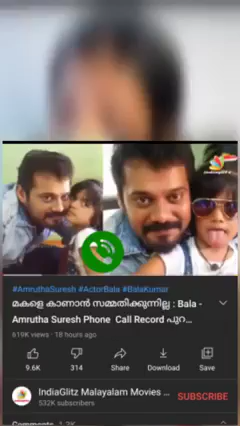 #AmruthaSuresh #ActorBala #BalaKumar
മകളെ കാണാൻ സമ്മതിക്കുന്നില്ല : Bala -
Amrutha Suresh Phone Call Record പുറ...
619K views · 18 hours ago
9.6K 314 Share Download Save
IndiaGlitz Malayalam Movies ... SUBSCRIBE
532K subscribers